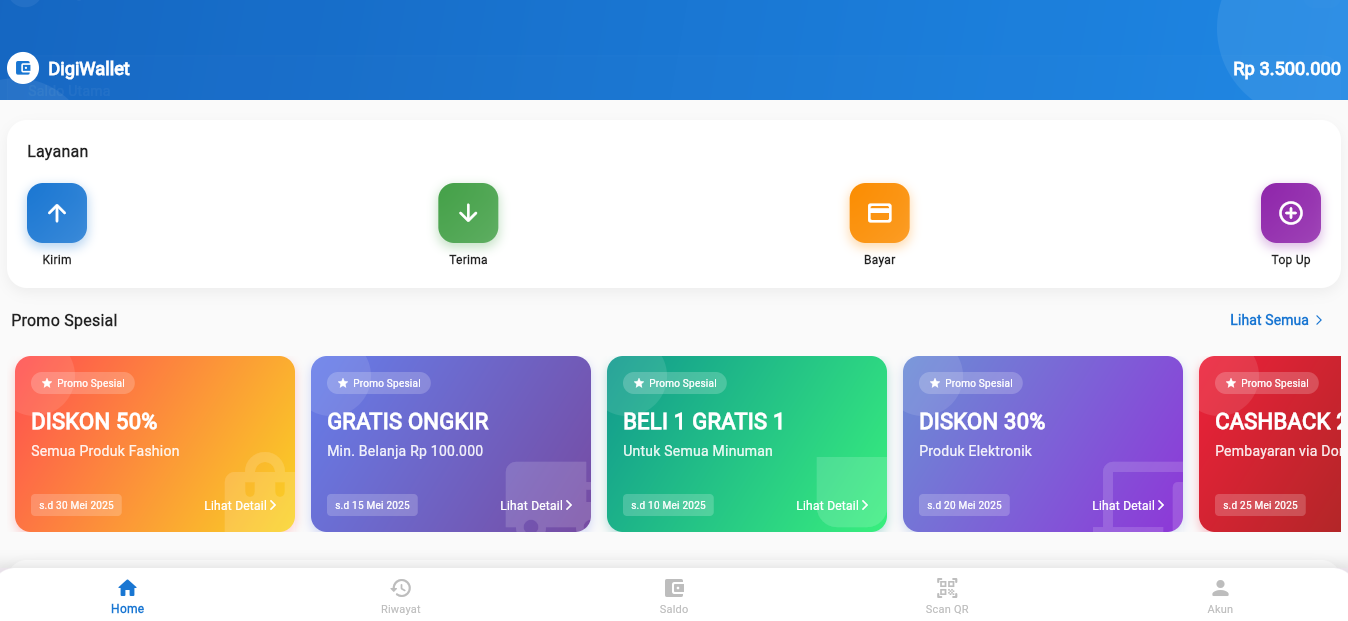 DigiWallet
Rp 3.500.000
Saldo Utama
Layanan
Kirim
Terima
Bayar
Top Up
Promo Spesial
Lihat Semua
Promo Spesial
DISKON 50%
Semua Produk Fashion
s.d 30 Mei 2025
Lihat Detail
Promo Spesial
GRATIS ONGKIR
Min. Belanja Rp 100.000
s.d 15 Mei 2025
Lihat Detail
Promo Spesial
BELI 1 GRATIS 1
Untuk Semua Minuman
s.d 10 Mei 2025
Lihat Detail
Promo Spesial
DISKON 30%
Produk Elektronik
s.d 20 Mei 2025
Lihat Detail
Promo Spesial
CASHBACK
Pembayaran via
s.d 25 Mei 2025
Home
Riwayat
Saldo
Scan QR
Akun